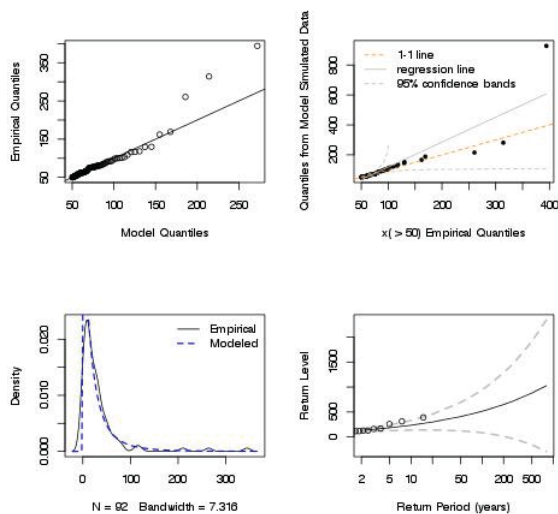 Empirical Quantiles
50
150
250
350
50
100
150
200
250
Model Quantiles
Quantiles from Model Simulated Data
200
400
600
800
1-1 line
regression line
95% confidence bands
50
100
200
300
400
x( > 50) Empirical Quantiles
Density
0.000
0.010
0.020
Empirical
Modeled
0
100
200
300
N = 92 Bandwidth = 7.316
Return Level
0
500
1500
2
5
10
50
200
500
Return Period (years)